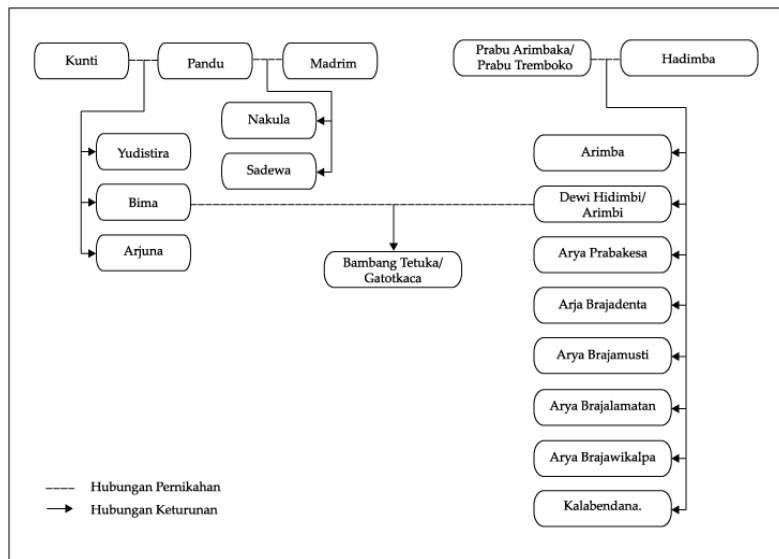 Kunti
Pandu
Madrim
Prabu Arimbaka/
Prabu Tremboko
Hadimba
Nakula
Sadewa
Yudistira
Bima
Arjuna
Bambang Tetuka/
Gatotkaca
Arimba
Dewi Hidimbi/
Arimbi
Arya Prabakesa
Arja Brajadenta
Arya Brajamusti
Arya Brajalamatan
Arya Brajawikalpa
Kalabendana.
Hubungan Pernikahan
Hubungan Keturunan